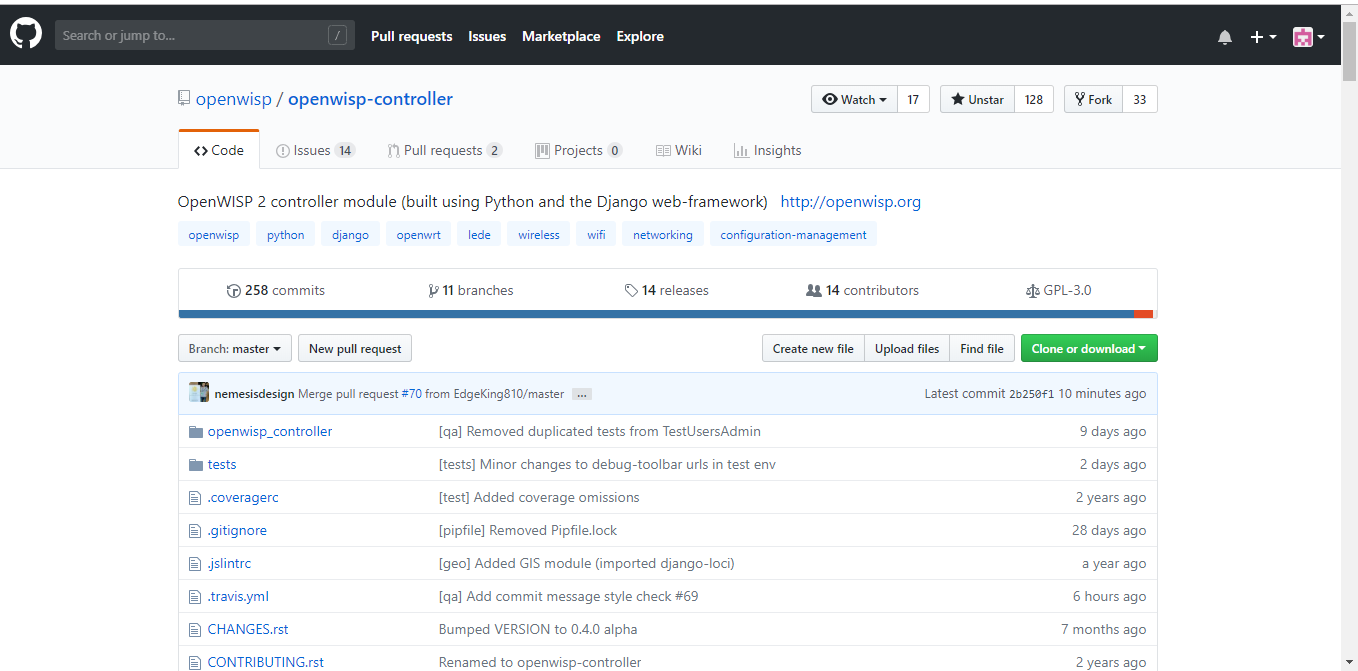 Search or jump to... / Pull requests Issues Marketplace Explore
openwisp / openwisp-controller Watch 17 Unstar 128 Fork 33
Code Issues 14 Pull requests 2 Projects 0 Wiki Insights
OpenWISP 2 controller module (built using Python and the Django web-framework) http://openwisp.org
openwisp python django openwrt lede wireless wifi networking configuration-management
258 commits 11 branches 14 releases 14 contributors GPL-3.0
Branch: master New pull request Create new file Upload files Find file Clone or download
nemesisdesign Merge pull request #70 from EdgeKing810/master ... Latest commit 2b250f1 10 minutes ago
openwisp_controller [qa] Removed duplicated tests from TestUsersAdmin 9 days ago
tests [tests] Minor changes to debug-toolbar urls in test env 2 days ago
.coveragerc [test] Added coverage omissions 2 years ago
.gitignore [pipfile] Removed Pipfile.lock 28 days ago
.jslintrc [geo] Added GIS module (imported django-loci) a year ago
.travis.yml [qa] Add commit message style check #69 6 hours ago
CHANGES.rst Bumped VERSION to 0.4.0 alpha 7 months ago
CONTRIBUTING.rst Renamed to openwisp-controller 2 years ago